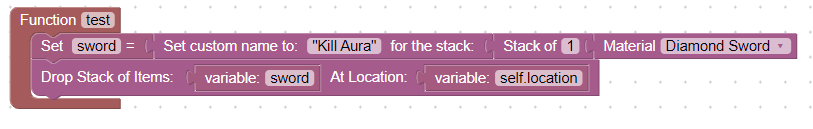 Function test
Set sword = Set custom name to: "Kill Aura" for the stack: Stack of 1 Material Diamond Sword
Drop Stack of Items: variable: sword At Location: variable: self.location